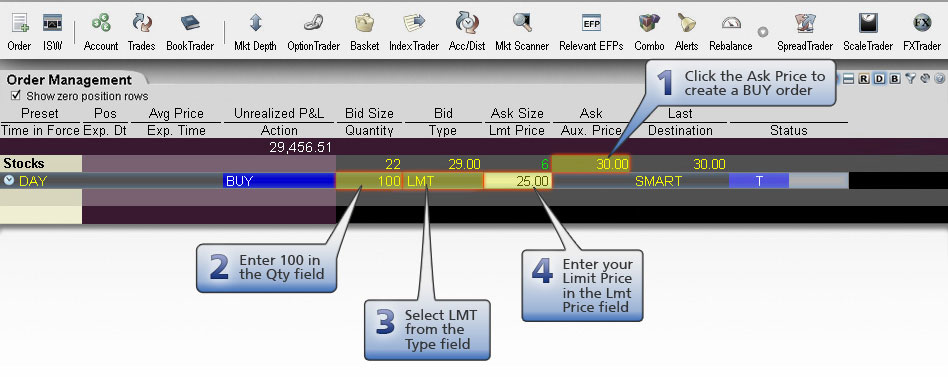 Order ISW Account Trades BookTrader Mkt Depth OptionTrader Basket IndexTrader Acc/Dist Mkt Scanner EFP Relevant EFPs Combo Alerts Rebalance SpreadTrader ScaleTrader FX FXTrader
Order Management
R D B
Show zero position rows
Preset Pos Avg Price Unrealized P&L Bid Size Bid Ask Size Ask Last
Time in Force Exp. Dt Exp. Time Action Quantity Type Lmt Price Aux. Price Destination Status
29,456.51
Stocks 22 29.00 6 30.00 30.00
DAY BUY 100 LMT 25.00 SMART T
1 Click the Ask Price to
create a BUY order
2 Enter 100 in
the Qty field
3 Select LMT
from the
Type field
4 Enter your
Limit Price
in the Lmt
Price field